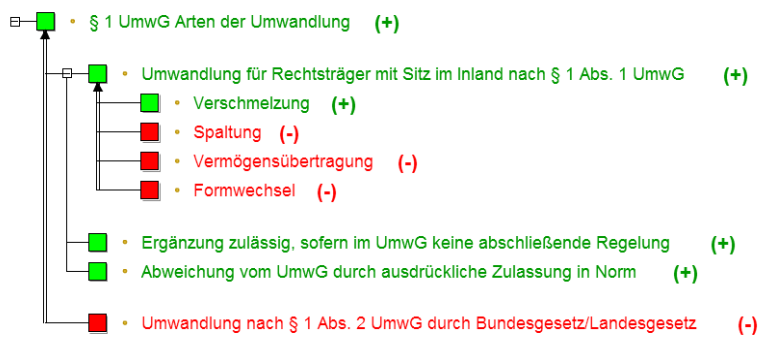 § 1 UmwG Arten der Umwandlung (+)
Umwandlung für Rechtsträger mit Sitz im Inland nach § 1 Abs. 1 UmwG (+)
Verschmelzung (+)
Spaltung (-)
Vermögensübertragung (-)
Formwechsel (-)
Ergänzung zulässig, sofern im UmwG keine abschließende Regelung (+)
Abweichung vom UmwG durch ausdrückliche Zulassung in Norm (+)
Umwandlung nach § 1 Abs. 2 UmwG durch Bundesgesetz/Landesgesetz (-)